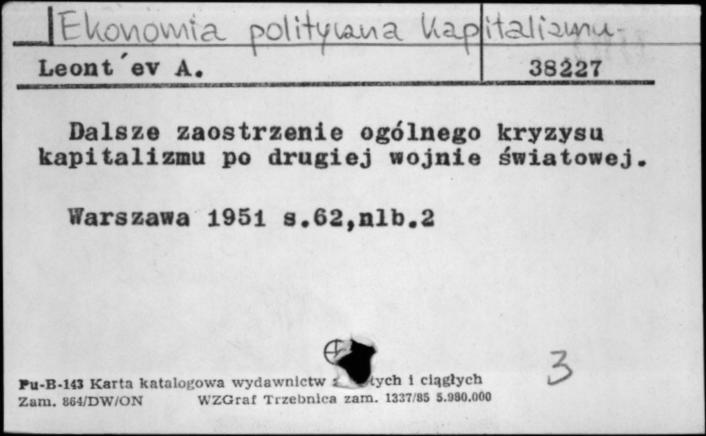 Ekonomia polityczna kapitalizmu
Leont´ev A. 38227
Dalsze zaostrzenie ogólnego kryzysu
kapitalizmu po drugiej wojnie światowej.
Warszawa 1951 s.62,nlb.2
3
Pu-B-143 Karta katalogowa wydawnictw i ciągłych
Zam. 864/DW/ON WZGraf Trzebnica zam. 1337/85 5.980.000